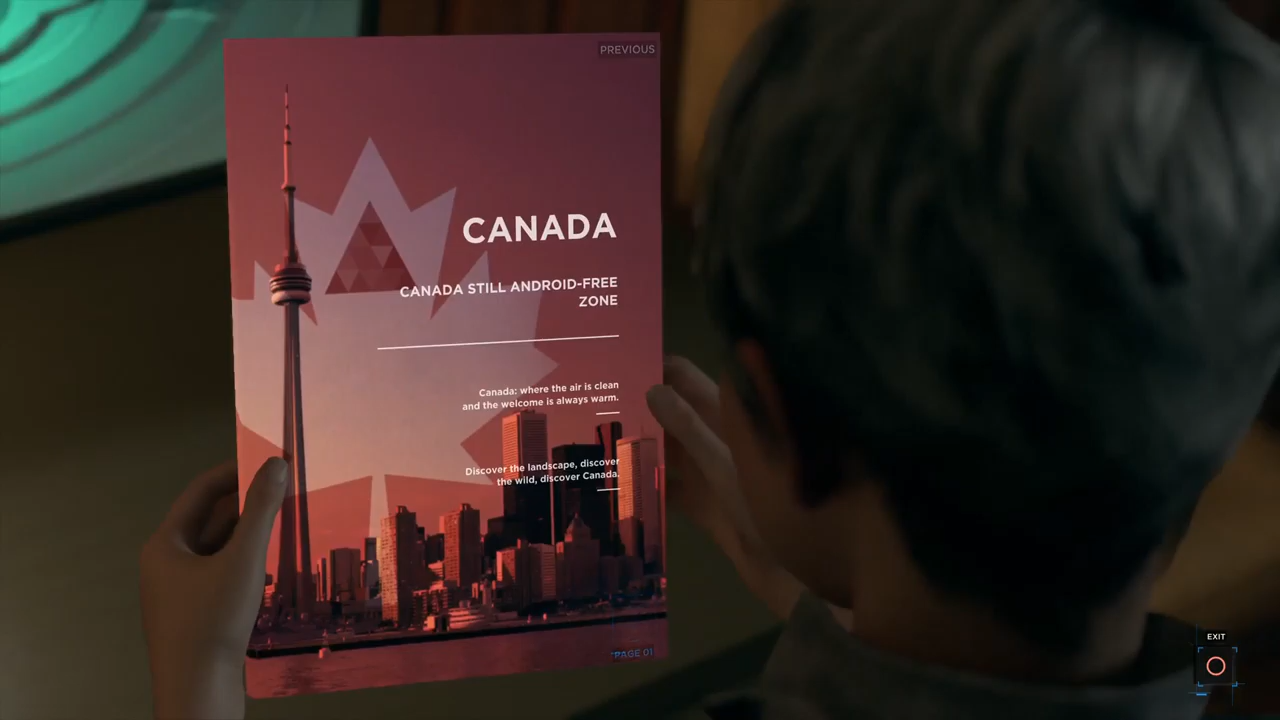 PREVIOUS
CANADA
CANADA STILL ANDROID-FREE
ZONE
Canada: where the air is clean
and the welcome is always warm.
Discover the landscape, discover
the wild, discover Canada.
PAGE 01
EXIT